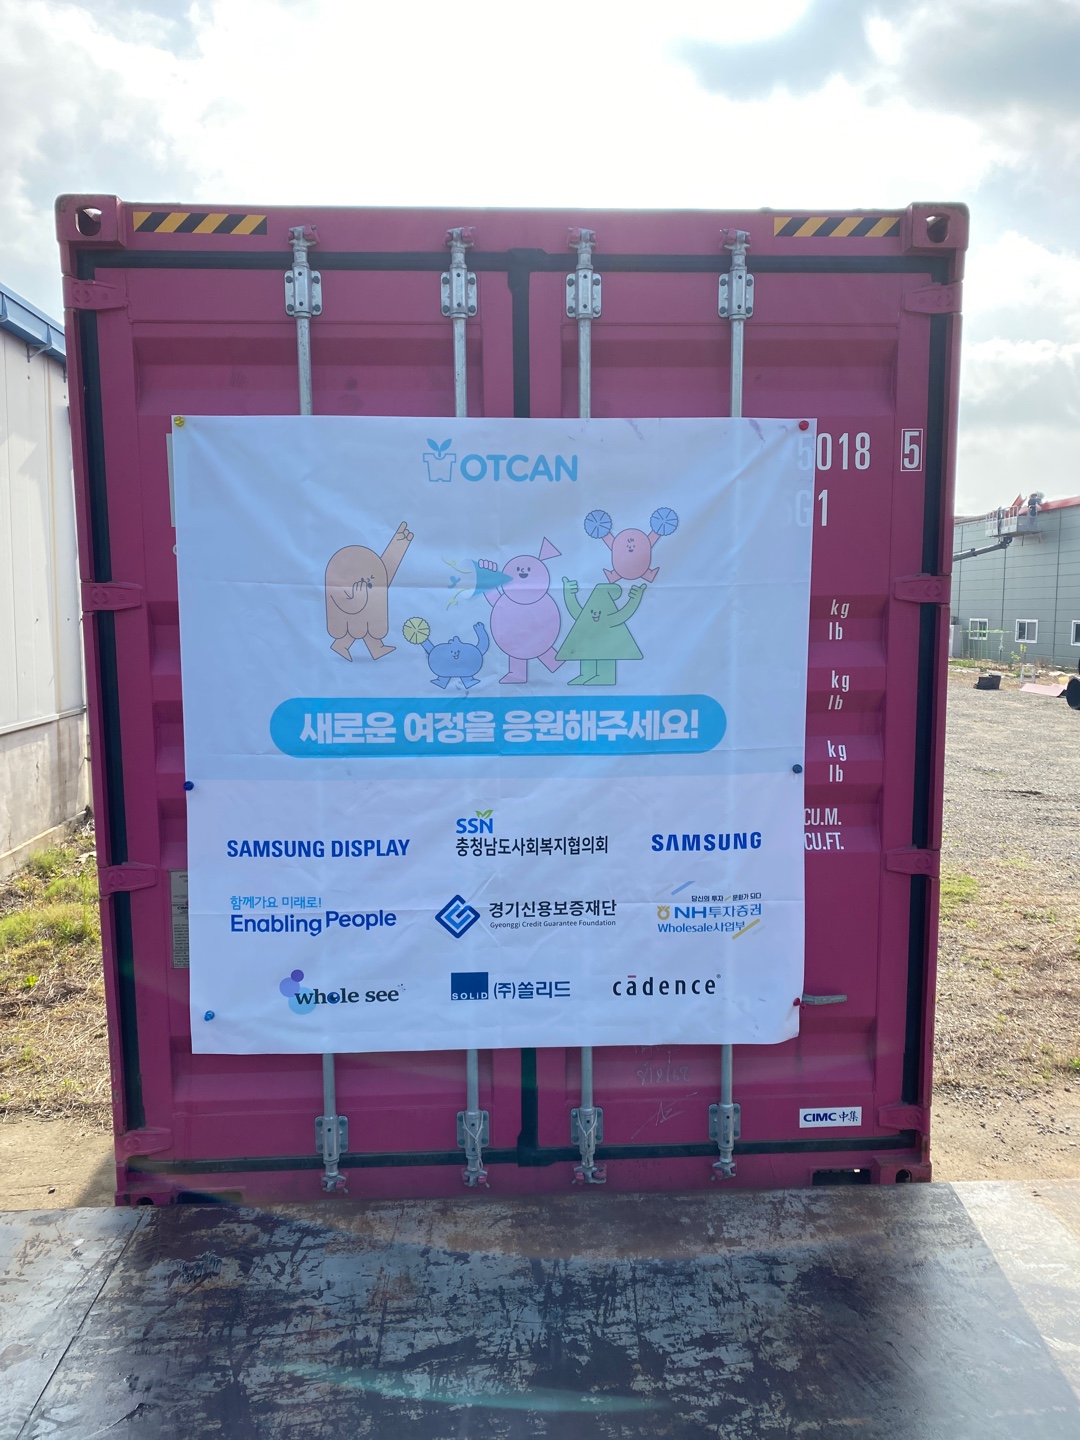 OTCAN
새로운 여정을 응원해주세요!
SAMSUNG DISPLAY
SSN
충청남도사회복지협의회
SAMSUNG
함께가요 미래로!
Enabling People
경기신용보증재단
Gyeonggi Credit Guarantee Foundation
당신의 투자 / 문화가 되다
NH투자증권
Wholesale사업부
whole see
SOLID (주)쏠리드
cādence®
5018 5
G1
kg
lb
kg
lb
kg
lb
CU.M.
CU.FT.
CIMC 中集